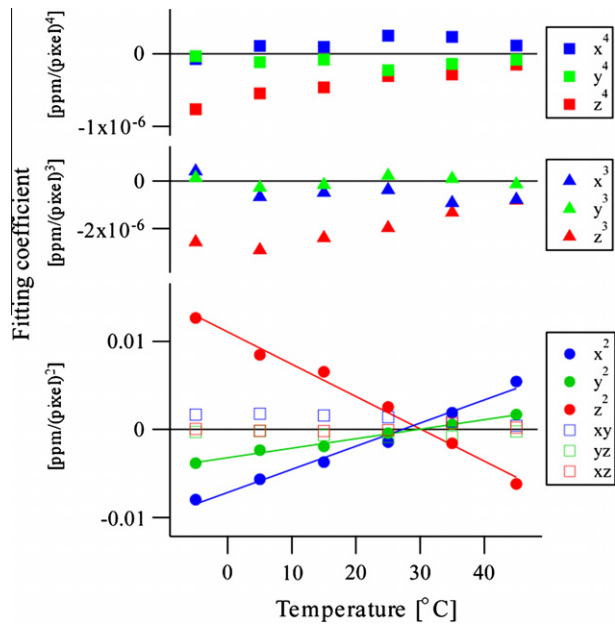 Fitting coefficient
[ppm/(pixel)⁴]
0
-1x10⁻⁶
x⁴
y⁴
z⁴
[ppm/(pixel)³]
0
-2x10⁻⁶
x³
y³
z³
[ppm/(pixel)²]
0.01
0
-0.01
x²
y²
z²
xy
yz
xz
0 10 20 30 40
Temperature [°C]